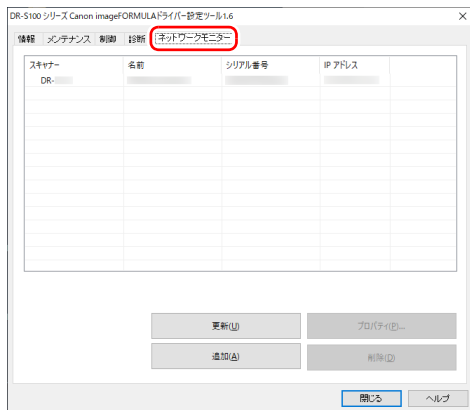 DR-S100 シリーズ Canon imageFORMULAドライバー設定ツール1.6
情報 メンテナンス 制御 診断 ネットワークモニター
スキャナー 名前 シリアル番号 IP アドレス
DR-
更新(U) プロパティ(P)...
追加(A) 削除(D)
閉じる ヘルプ